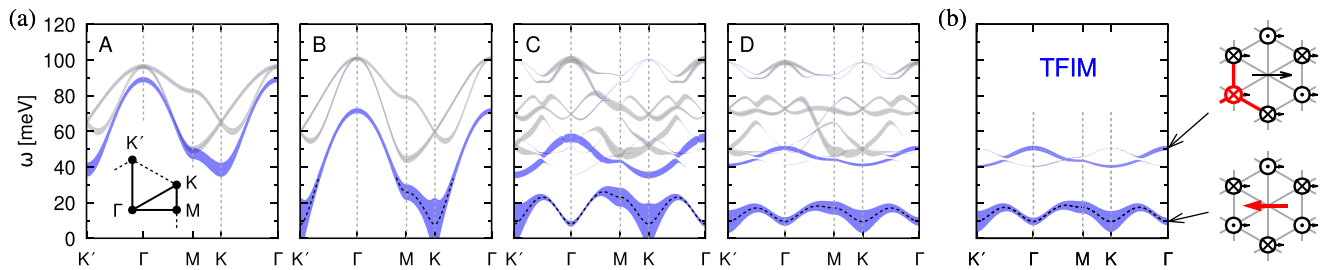 (a)
ω [meV]
120
100
80
60
40
20
0
A
B
C
D
K′
K
Γ
M
K′ Γ M K Γ
K′ Γ M K Γ
K′ Γ M K Γ
K′ Γ M K Γ
(b)
TFIM
K′ Γ M K Γ